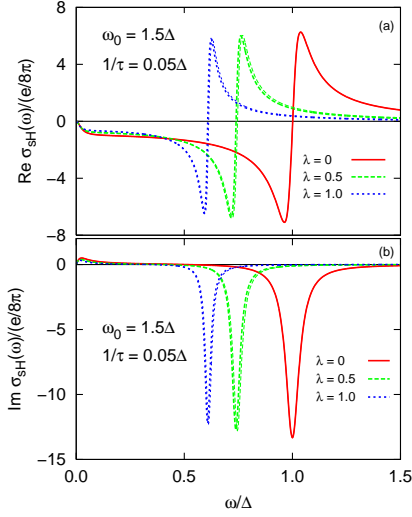 (a)
ω₀ = 1.5Δ
1/τ = 0.05Δ
Re σsH(ω)/(e/8π)
8
4
0
−4
−8
λ = 0
λ = 0.5
λ = 1.0
(b)
0
−5
−10
−15
Im σsH(ω)/(e/8π)
ω₀ = 1.5Δ
1/τ = 0.05Δ
λ = 0
λ = 0.5
λ = 1.0
0.0 0.5 1.0 1.5
ω/Δ